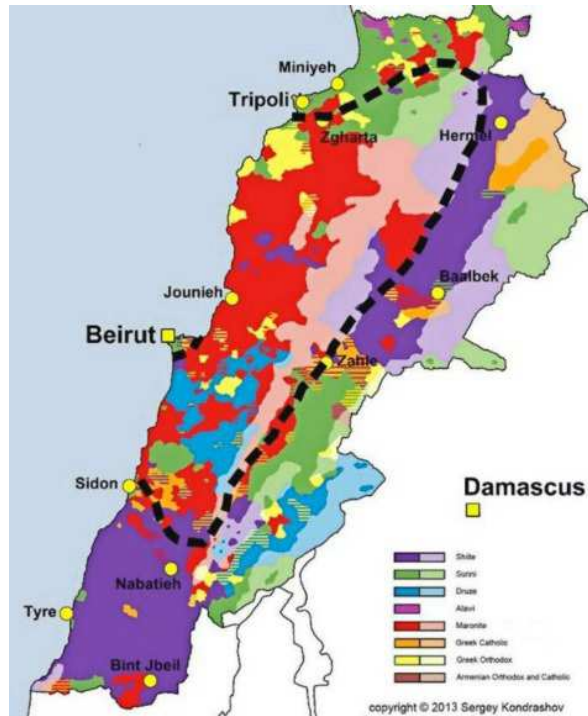 Miniyeh
Tripoli
Zgharta
Hermel
Jounieh
Baalbek
Beirut
Zahle
Sidon
Damascus
Nabatieh
Tyre
Bint Jbeil
Shiite
Sunni
Druze
Alavi
Maronite
Greek Catholic
Greek Orthodox
Armenian Orthodox and Catholic
copyright © 2013 Sergey Kondrashov